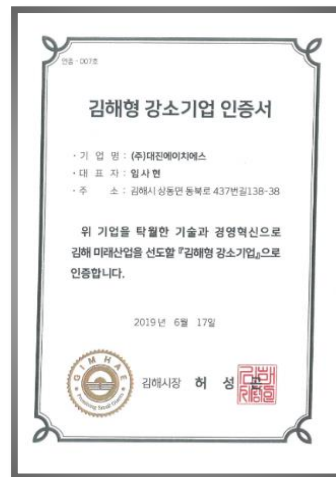 인증 - 007호
김해형 강소기업 인증서
· 기 업 명 : (주)대진에이치에스
· 대 표 자 : 임 사 현
· 주 소 : 김해시 상동면 동북로 437번길138-38
위 기업을 탁월한 기술과 경영혁신으로
김해 미래산업을 선도할 『김해형 강소기업』으로
인증합니다.
2019년 6월 17일
GIMHAE
Promising Small Giants
김해시장 허 성 곤